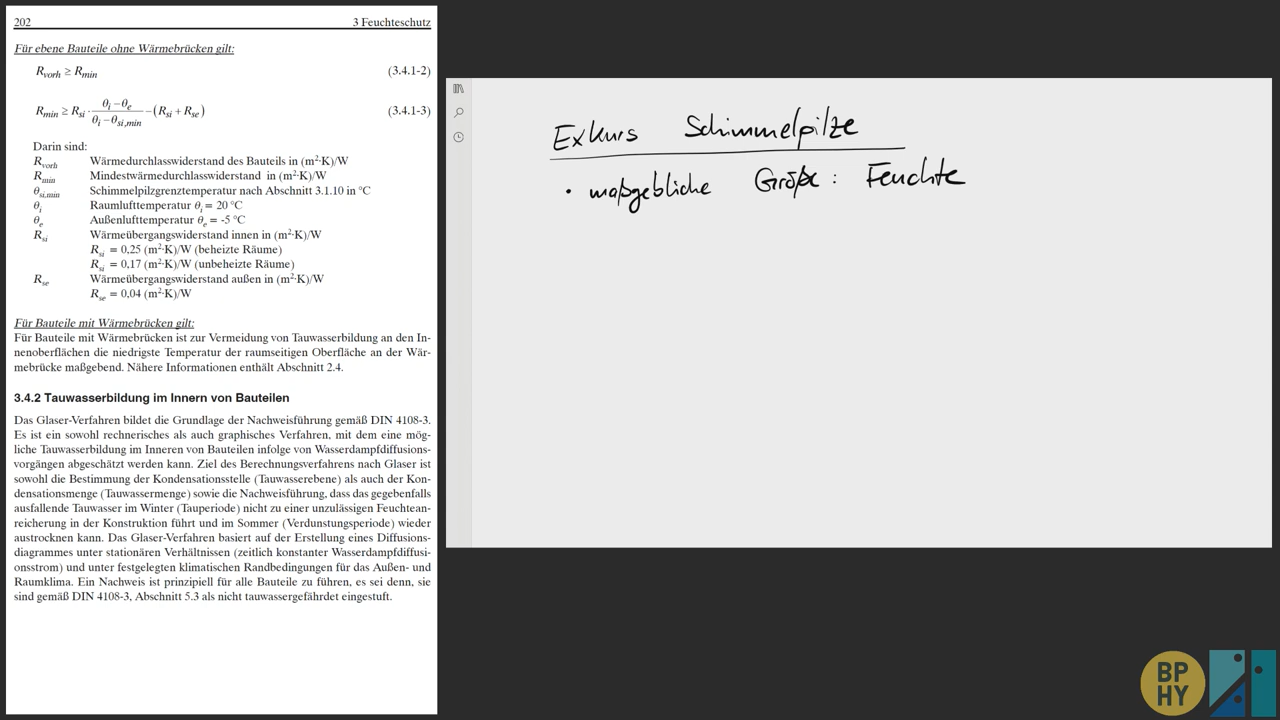 202 3 Feuchteschutz
Für ebene Bauteile ohne Wärmebrücken gilt:
R_vorh ≥ R_min (3.4.1-2)
R_min ≥ R_si · (θ_i − θ_e)/(θ_i − θ_si,min) − (R_si + R_se) (3.4.1-3)
Darin sind:
R_vorh Wärmedurchlasswiderstand des Bauteils in (m²·K)/W
R_min Mindestwärmedurchlasswiderstand in (m²·K)/W
θ_si,min Schimmelpilzgrenztemperatur nach Abschnitt 3.1.10 in °C
θ_i Raumlufttemperatur θ_i = 20 °C
θ_e Außenlufttemperatur θ_e = -5 °C
R_si Wärmeübergangswiderstand innen in (m²·K)/W
R_si = 0,25 (m²·K)/W (beheizte Räume)
R_si = 0,17 (m²·K)/W (unbeheizte Räume)
R_se Wärmeübergangswiderstand außen in (m²·K)/W
R_se = 0,04 (m²·K)/W
Für Bauteile mit Wärmebrücken gilt:
Für Bauteile mit Wärmebrücken ist zur Vermeidung von Tauwasserbildung an den In-
nenoberflächen die niedrigste Temperatur der raumseitigen Oberfläche an der Wär-
mebrücke maßgebend. Nähere Informationen enthält Abschnitt 2.4.
3.4.2 Tauwasserbildung im Innern von Bauteilen
Das Glaser-Verfahren bildet die Grundlage der Nachweisführung gemäß DIN 4108-3.
Es ist ein sowohl rechnerisches als auch graphisches Verfahren, mit dem eine mög-
liche Tauwasserbildung im Inneren von Bauteilen infolge von Wasserdampfdiffusions-
vorgängen abgeschätzt werden kann. Ziel des Berechnungsverfahrens nach Glaser ist
sowohl die Bestimmung der Kondensationsstelle (Tauwasserebene) als auch der Kon-
densationsmenge (Tauwassermenge) sowie die Nachweisführung, dass das gegebenfalls
ausfallende Tauwasser im Winter (Tauperiode) nicht zu einer unzulässigen Feuchtean-
reicherung in der Konstruktion führt und im Sommer (Verdunstungsperiode) wieder
austrocknen kann. Das Glaser-Verfahren basiert auf der Erstellung eines Diffusions-
diagrammes unter stationären Verhältnissen (zeitlich konstanter Wasserdampfdiffusi-
onsstrom) und unter festgelegten klimatischen Randbedingungen für das Außen- und
Raumklima. Ein Nachweis ist prinzipiell für alle Bauteile zu führen, es sei denn, sie
sind gemäß DIN 4108-3, Abschnitt 5.3 als nicht tauwassergefährdet eingestuft.
Exkurs Schimmelpilze
• maßgebliche Größe : Feuchte
BP
HY